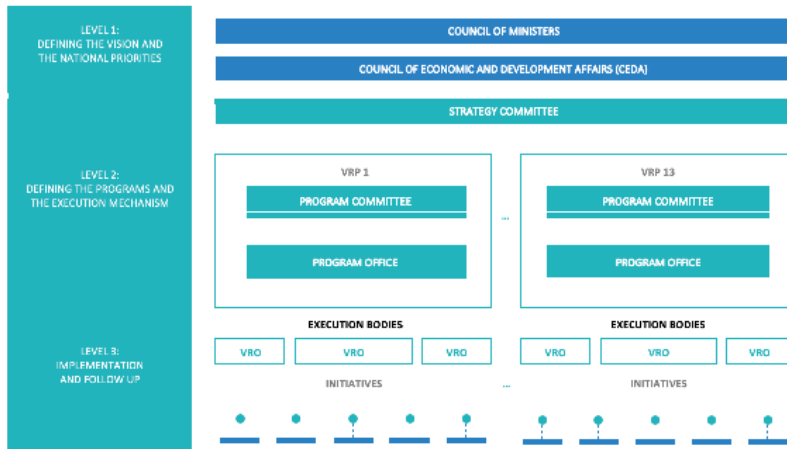 LEVEL 1:
DEFINING THE VISION AND
THE NATIONAL PRIORITIES
COUNCIL OF MINISTERS
COUNCIL OF ECONOMIC AND DEVELOPMENT AFFAIRS (CEDA)
STRATEGY COMMITTEE
LEVEL 2:
DEFINING THE PROGRAMS AND
THE EXECUTION MECHANISM
VRP 1
PROGRAM COMMITTEE
PROGRAM OFFICE
...
VRP 13
PROGRAM COMMITTEE
PROGRAM OFFICE
LEVEL 3:
IMPLEMENTATION
AND FOLLOW UP
EXECUTION BODIES
VRO VRO VRO
INITIATIVES
...
EXECUTION BODIES
VRO VRO VRO
INITIATIVES